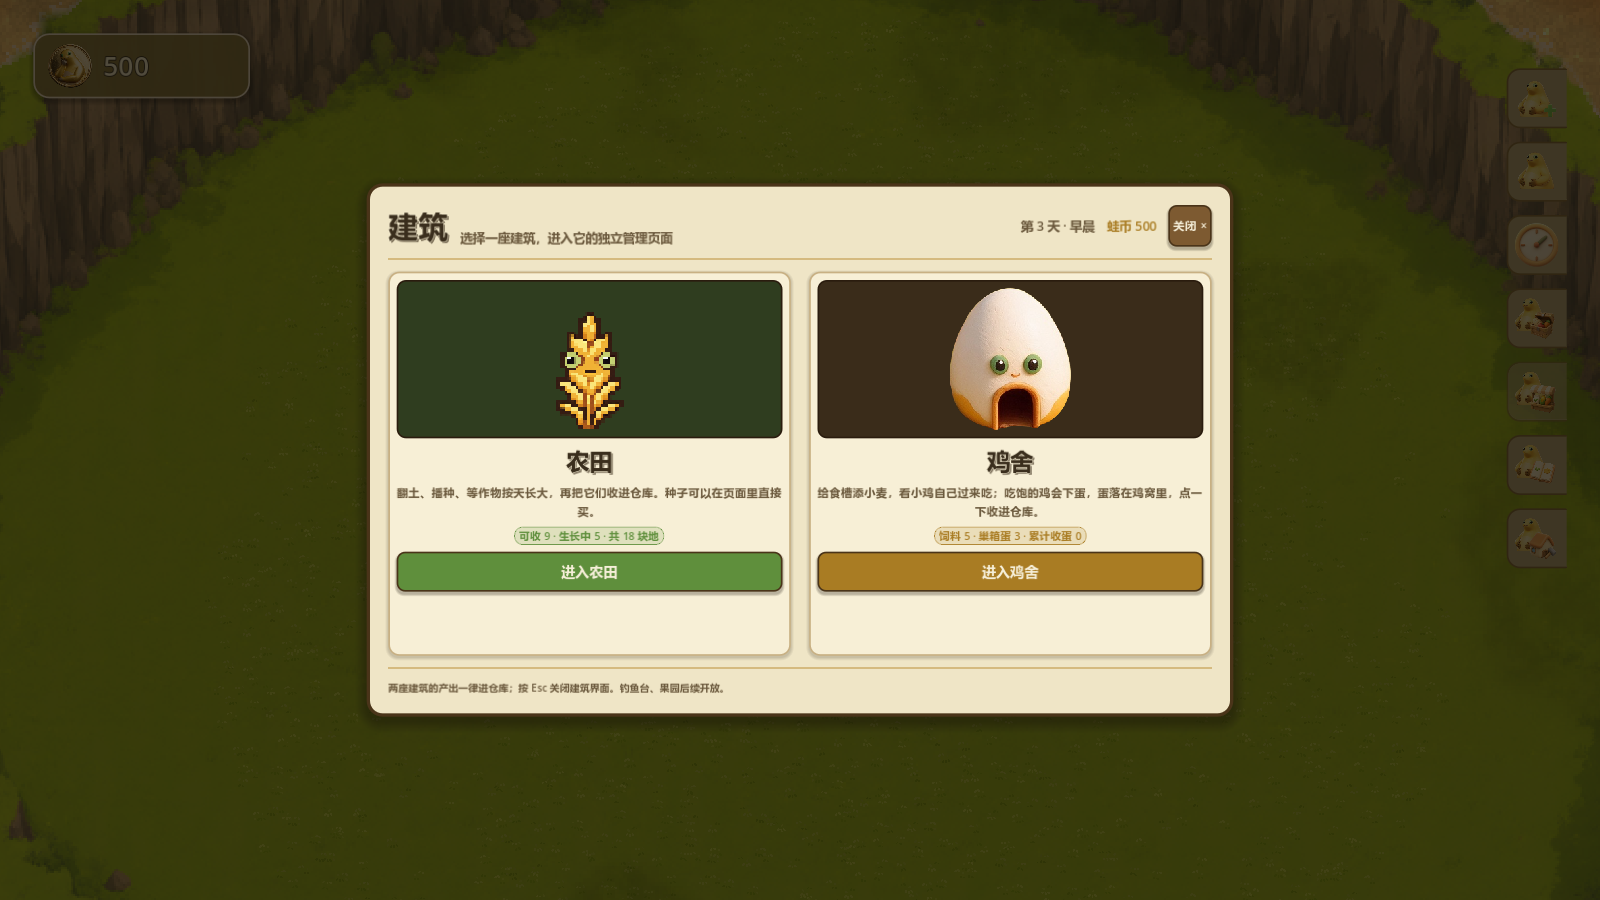 500
建筑
选择一座建筑，进入它的独立管理页面
第 3 天 · 早晨
蛙币 500
关闭 ×
农田
翻土、播种、等作物按天长大，再把它们收进仓库。种子可以在页面里直接
买。
可收 9 · 生长中 5 · 共 18 块地
进入农田
鸡舍
给食槽添小麦，看小鸡自己过来吃；吃饱的鸡会下蛋，蛋落在鸡窝里，点一
下收进仓库。
饲料 5 · 巢箱蛋 3 · 累计收蛋 0
进入鸡舍
两座建筑的产出一律进仓库；按 Esc 关闭建筑界面。钓鱼台、果园后续开放。